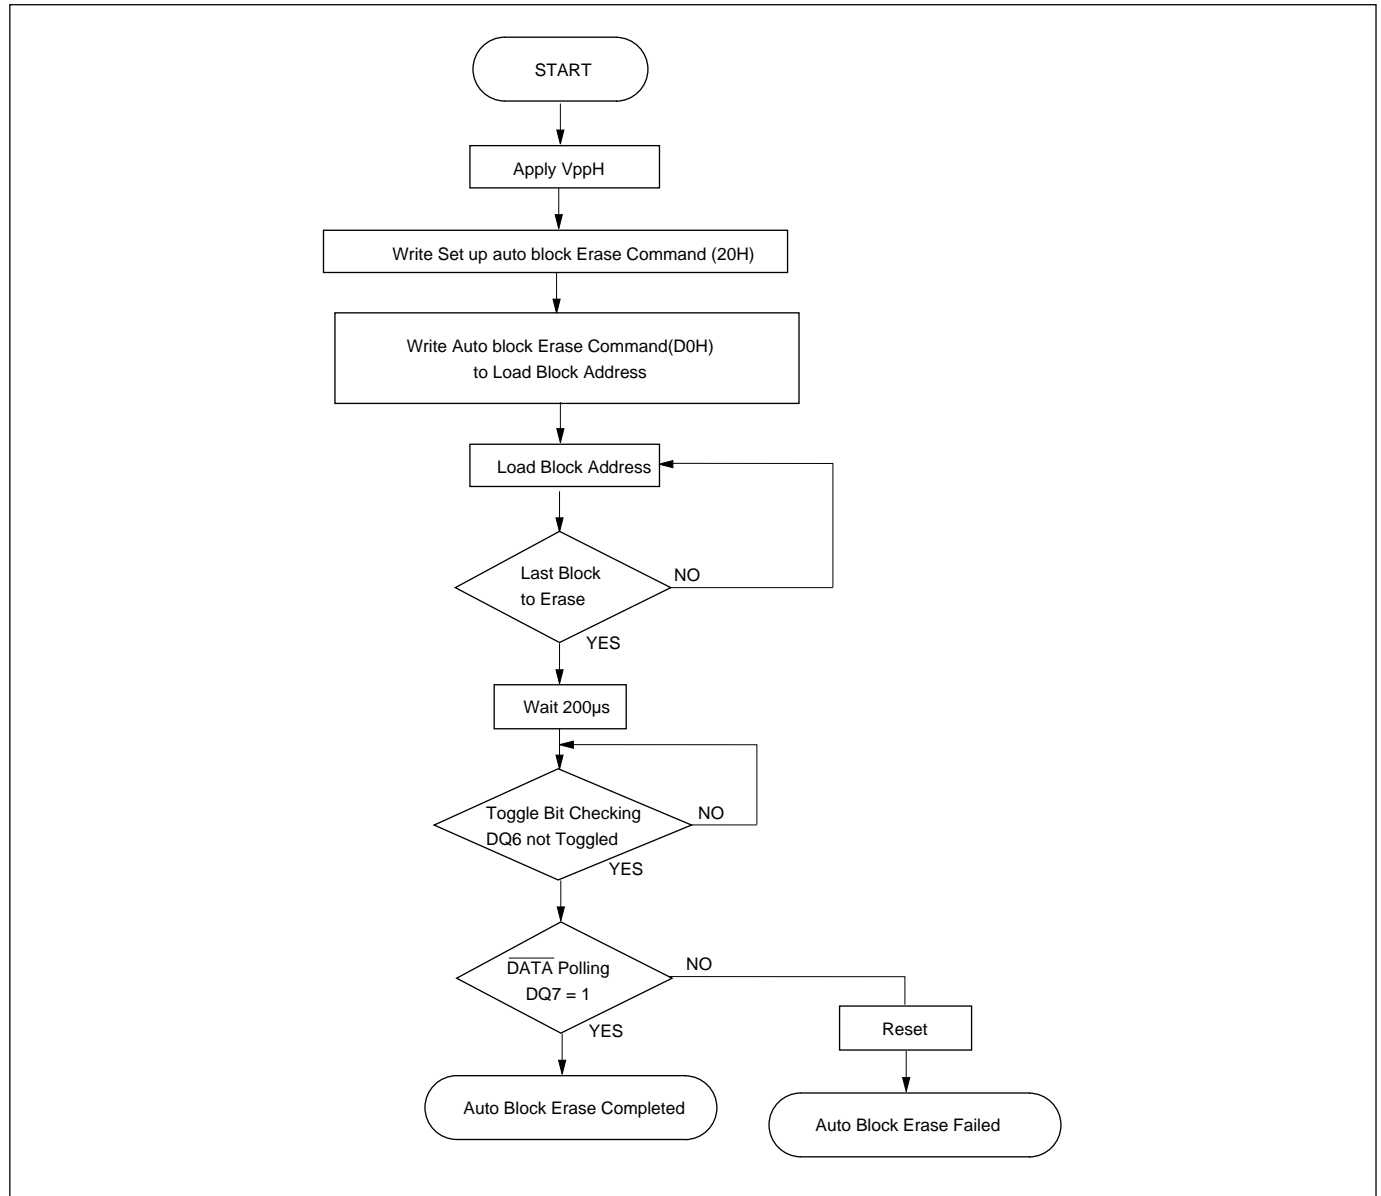 START
Apply VppH
Write Set up auto block Erase Command (20H)
Write Auto block Erase Command(D0H)
to Load Block Address
Load Block Address
Last Block
to Erase
NO
YES
Wait 200µs
Toggle Bit Checking
DQ6 not Toggled
NO
YES
DATA Polling
DQ7 = 1
NO
YES
Reset
Auto Block Erase Completed
Auto Block Erase Failed